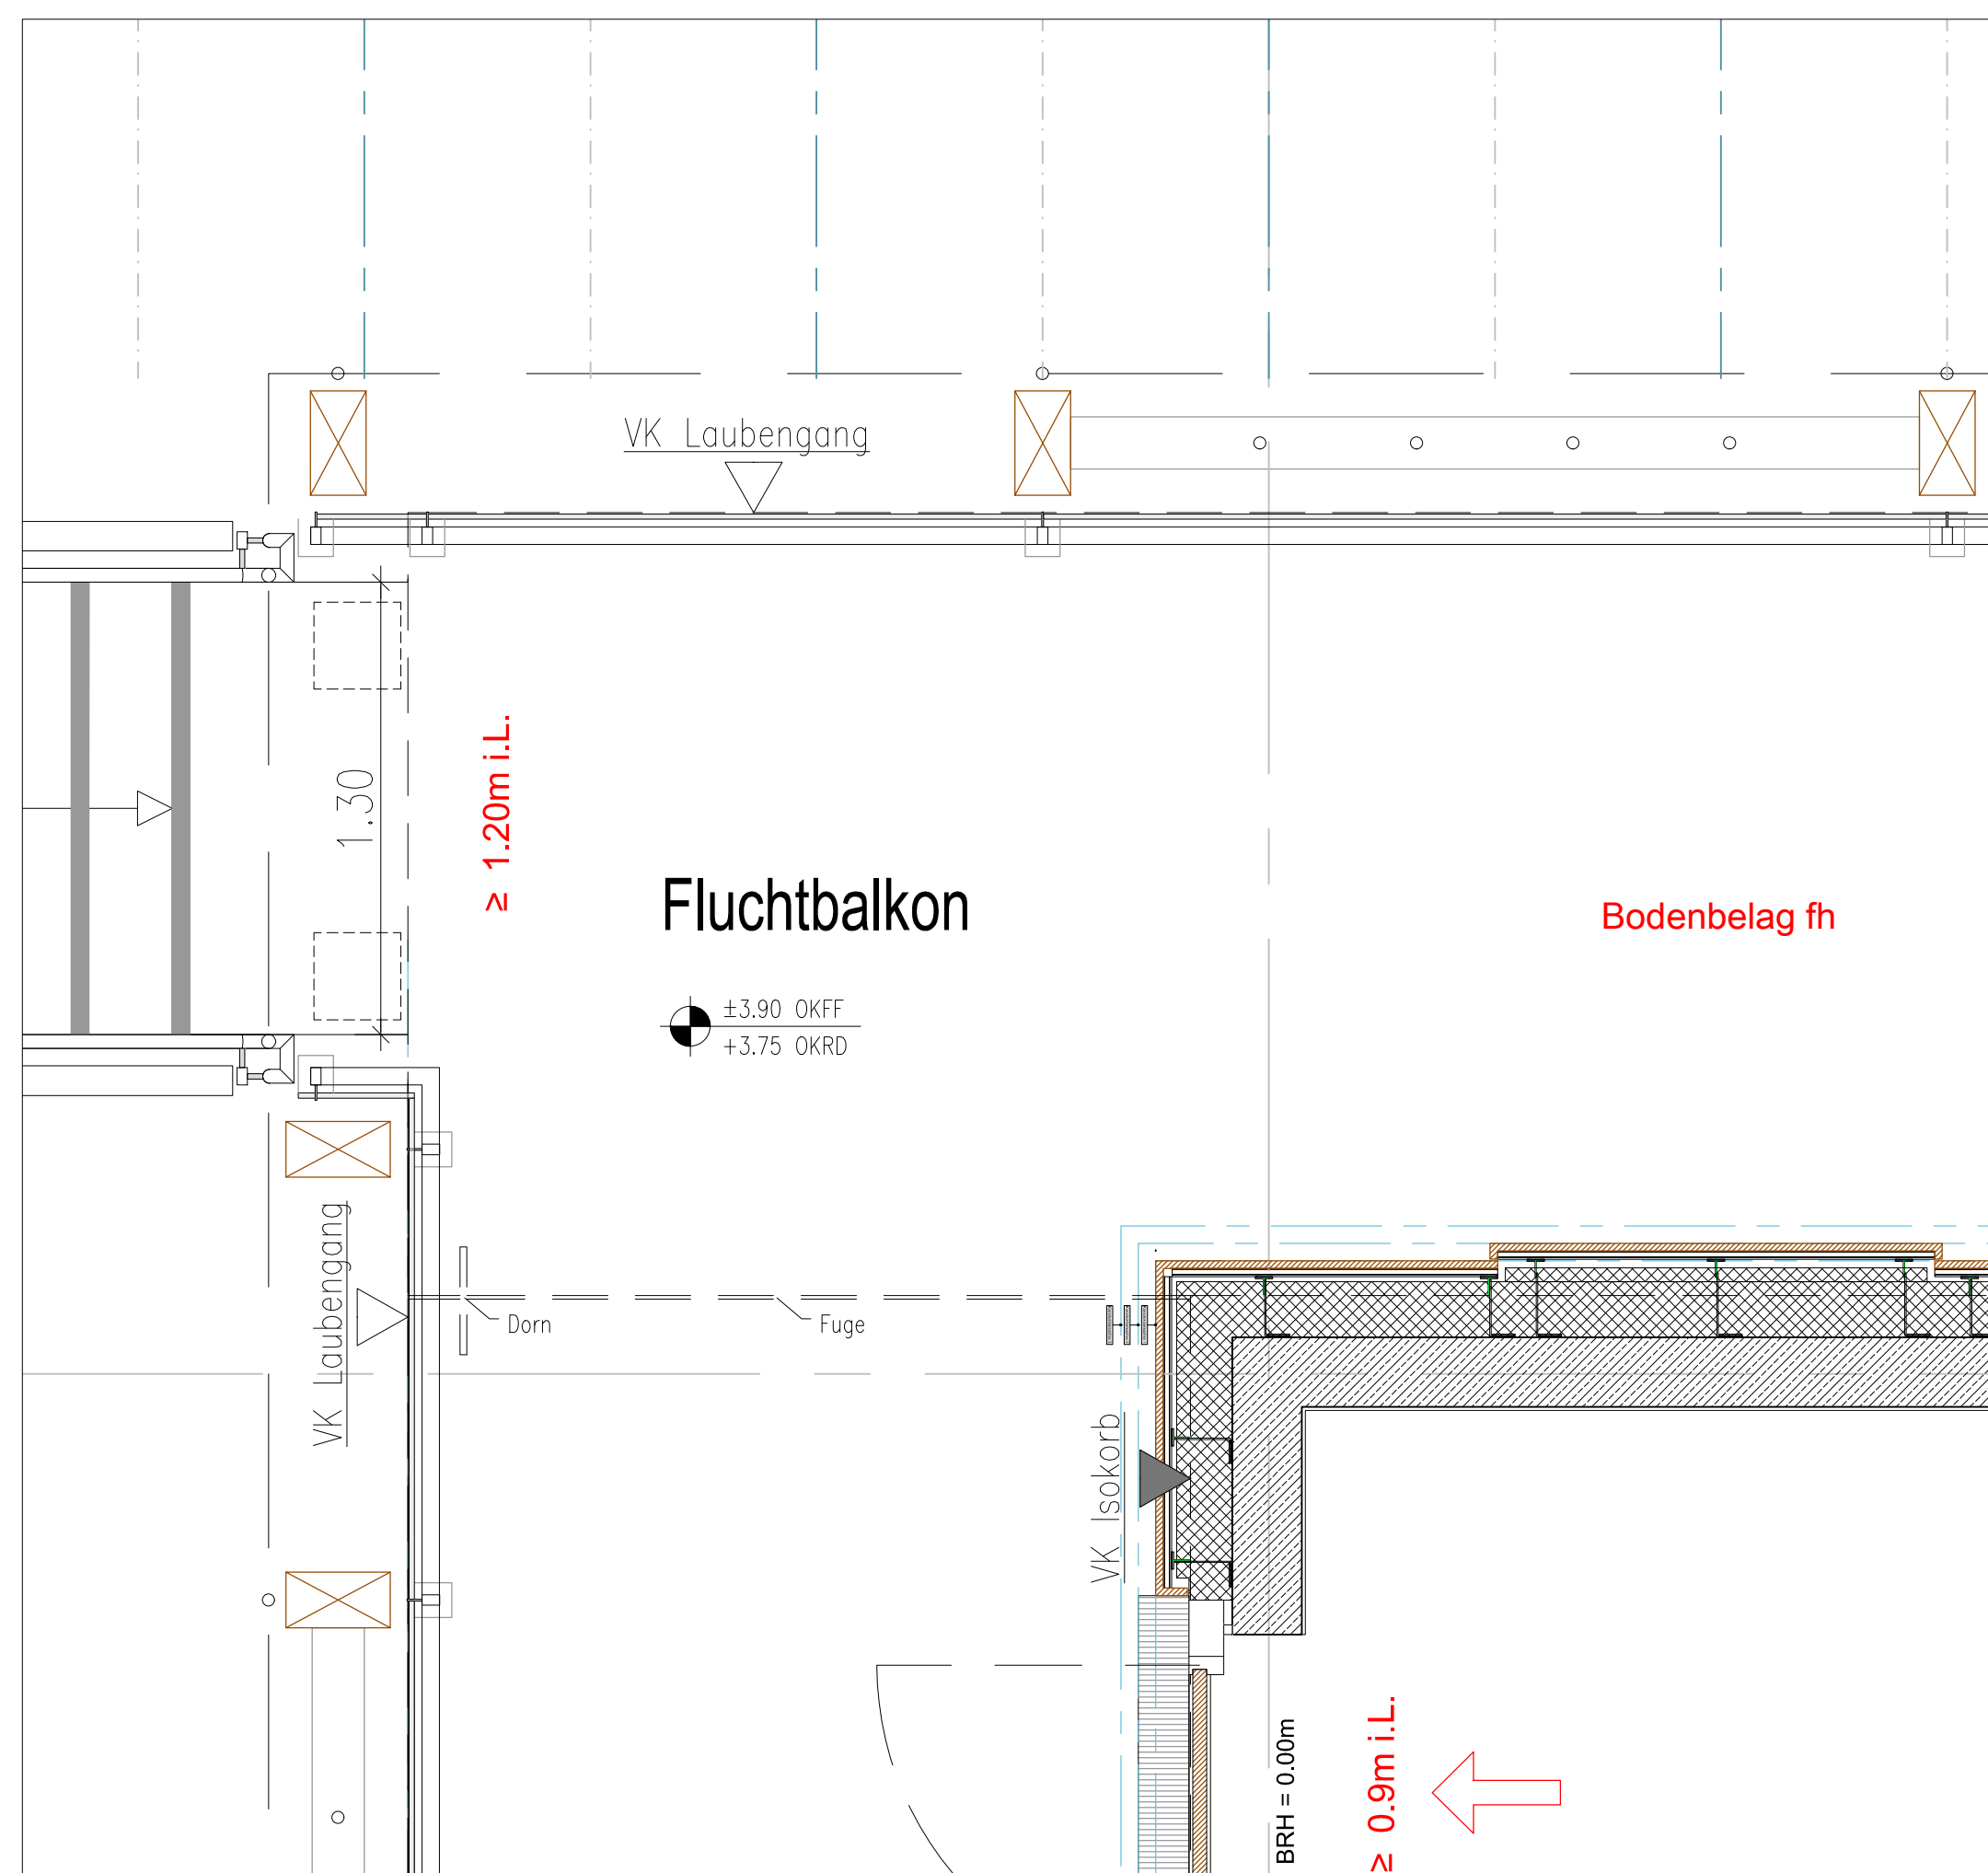 VK Laubengang
≥ 1.20m i.L.
1.30
Fluchtbalkon
Bodenbelag fh
±3.90 OKFF
+3.75 OKRD
VK Laubengang
Dorn
Fuge
VK Isokorb
BRH = 0.00m
≥ 0.9m i.L.